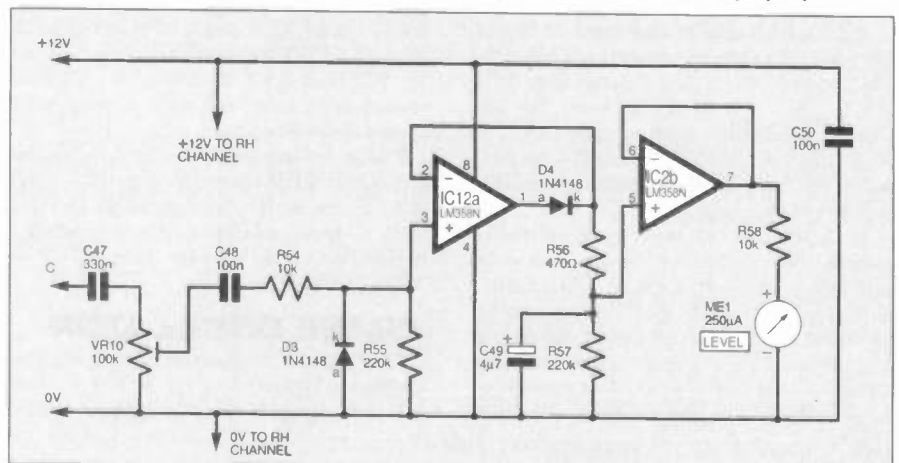 +12V
+12V TO RH
CHANNEL
C50
100n
D4
1N4148
2
8
−
IC12a
LM358N
1
a
k
3
+
4
6
−
IC2b
7
LM358N
5
+
C47
330n
C
C48
100n
R54
10k
R56
470Ω
R58
10k
VR10
100k
D3
1N4148
k
a
R55
220k
+
C49
4µ7
R57
220k
+
ME1
250µA
LEVEL
−
0V
0V TO RH
CHANNEL